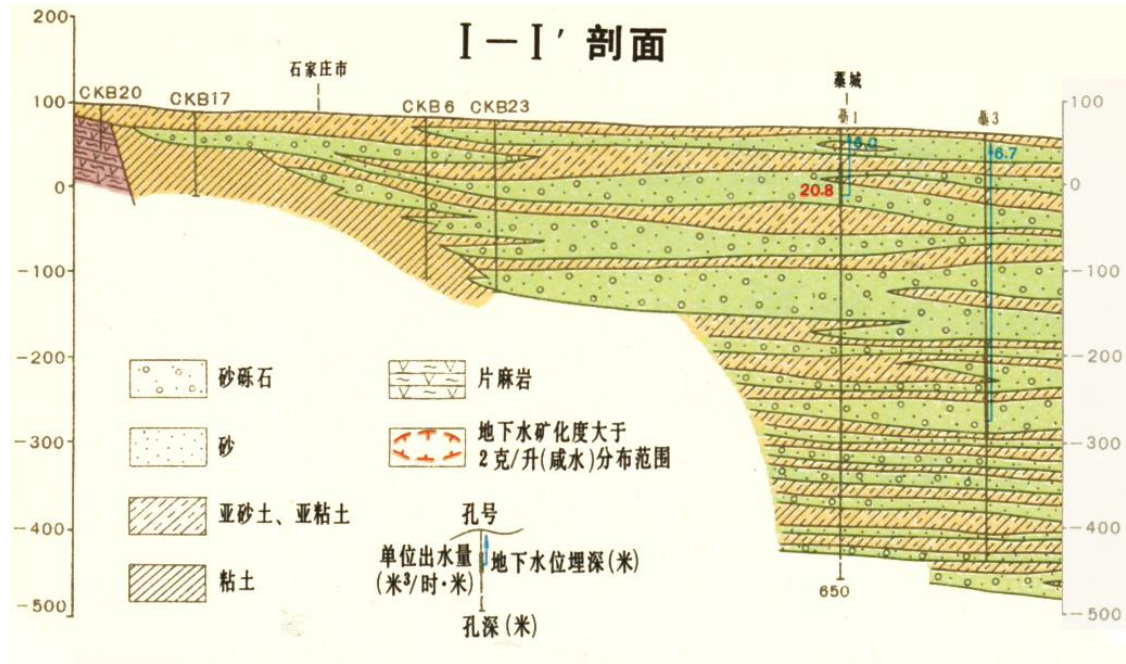 I — I′ 剖面
200
石家庄市
藁城
CKB20
CKB17
CKB6
CKB23
藁1
藁3
100
100
6.0
6.7
0
0
20.8
-100
-100
-200
-200
-300
-300
-400
-400
-500
-500
650
砂砾石
片麻岩
砂
地下水矿化度大于
2克/升(咸水)分布范围
亚砂土、亚粘土
粘土
孔号
单位出水量
(米³/时·米)
地下水位埋深(米)
孔深(米)